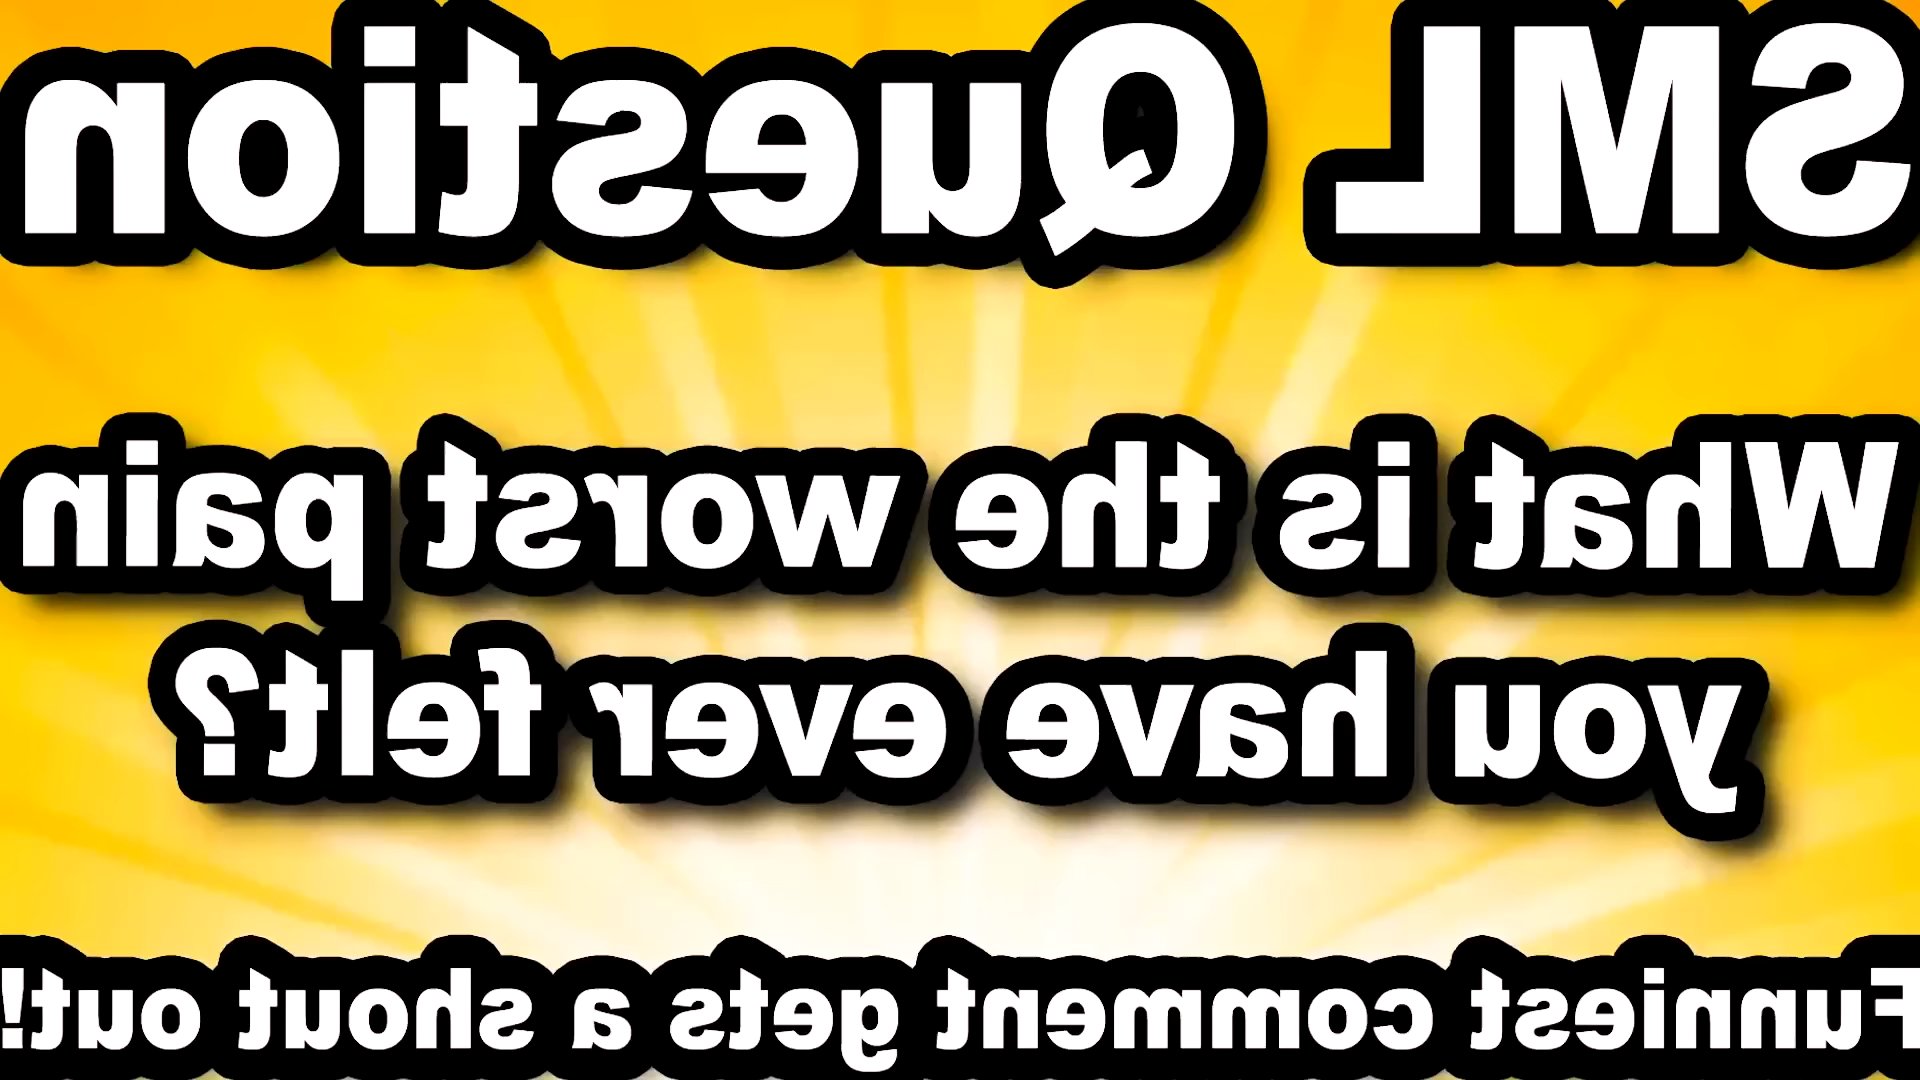 SML Question
What is the worst pain
you have ever felt?
Funniest comment gets a shout out!